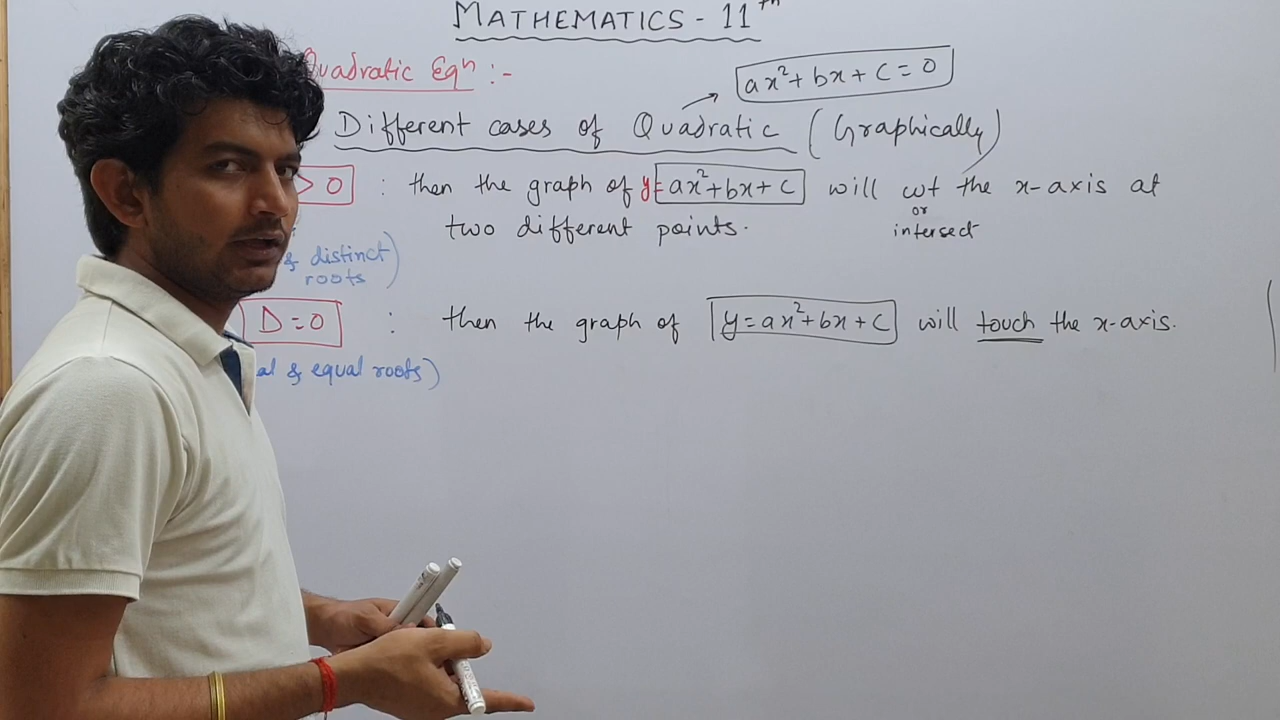 MATHEMATICS - 11th
Quadratic Eqn :-
ax²+bx+c=0
Different cases of Quadratic (Graphically)
> 0 : then the graph of y=ax²+bx+c will cut the x-axis at
or
two different points. intersect
& distinct)
roots
D=0 : then the graph of y=ax²+bx+c will touch the x-axis.
al & equal roots)